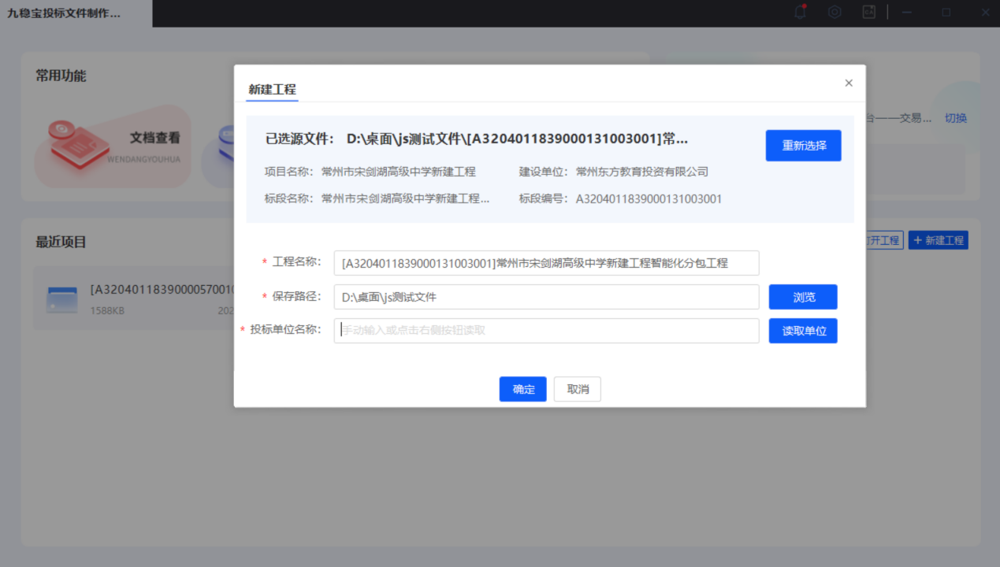 九稳宝投标文件制作...
CA
常用功能
文档查看
WENDANGYOUHUA
台——交易... 切换
新建工程
已选源文件： D:\桌面\js测试文件\[A3204011839000131003001]常...
重新选择
项目名称： 常州市宋剑湖高级中学新建工程
建设单位： 常州东方教育投资有限公司
标段名称： 常州市宋剑湖高级中学新建工程...
标段编号： A3204011839000131003001
* 工程名称： [A3204011839000131003001]常州市宋剑湖高级中学新建工程智能化分包工程
* 保存路径： D:\桌面\js测试文件
浏览
* 投标单位名称： 手动输入或点击右侧按钮读取
读取单位
确定
取消
最近项目
打开工程
+ 新建工程
[A32040118390000570010
1588KB
202